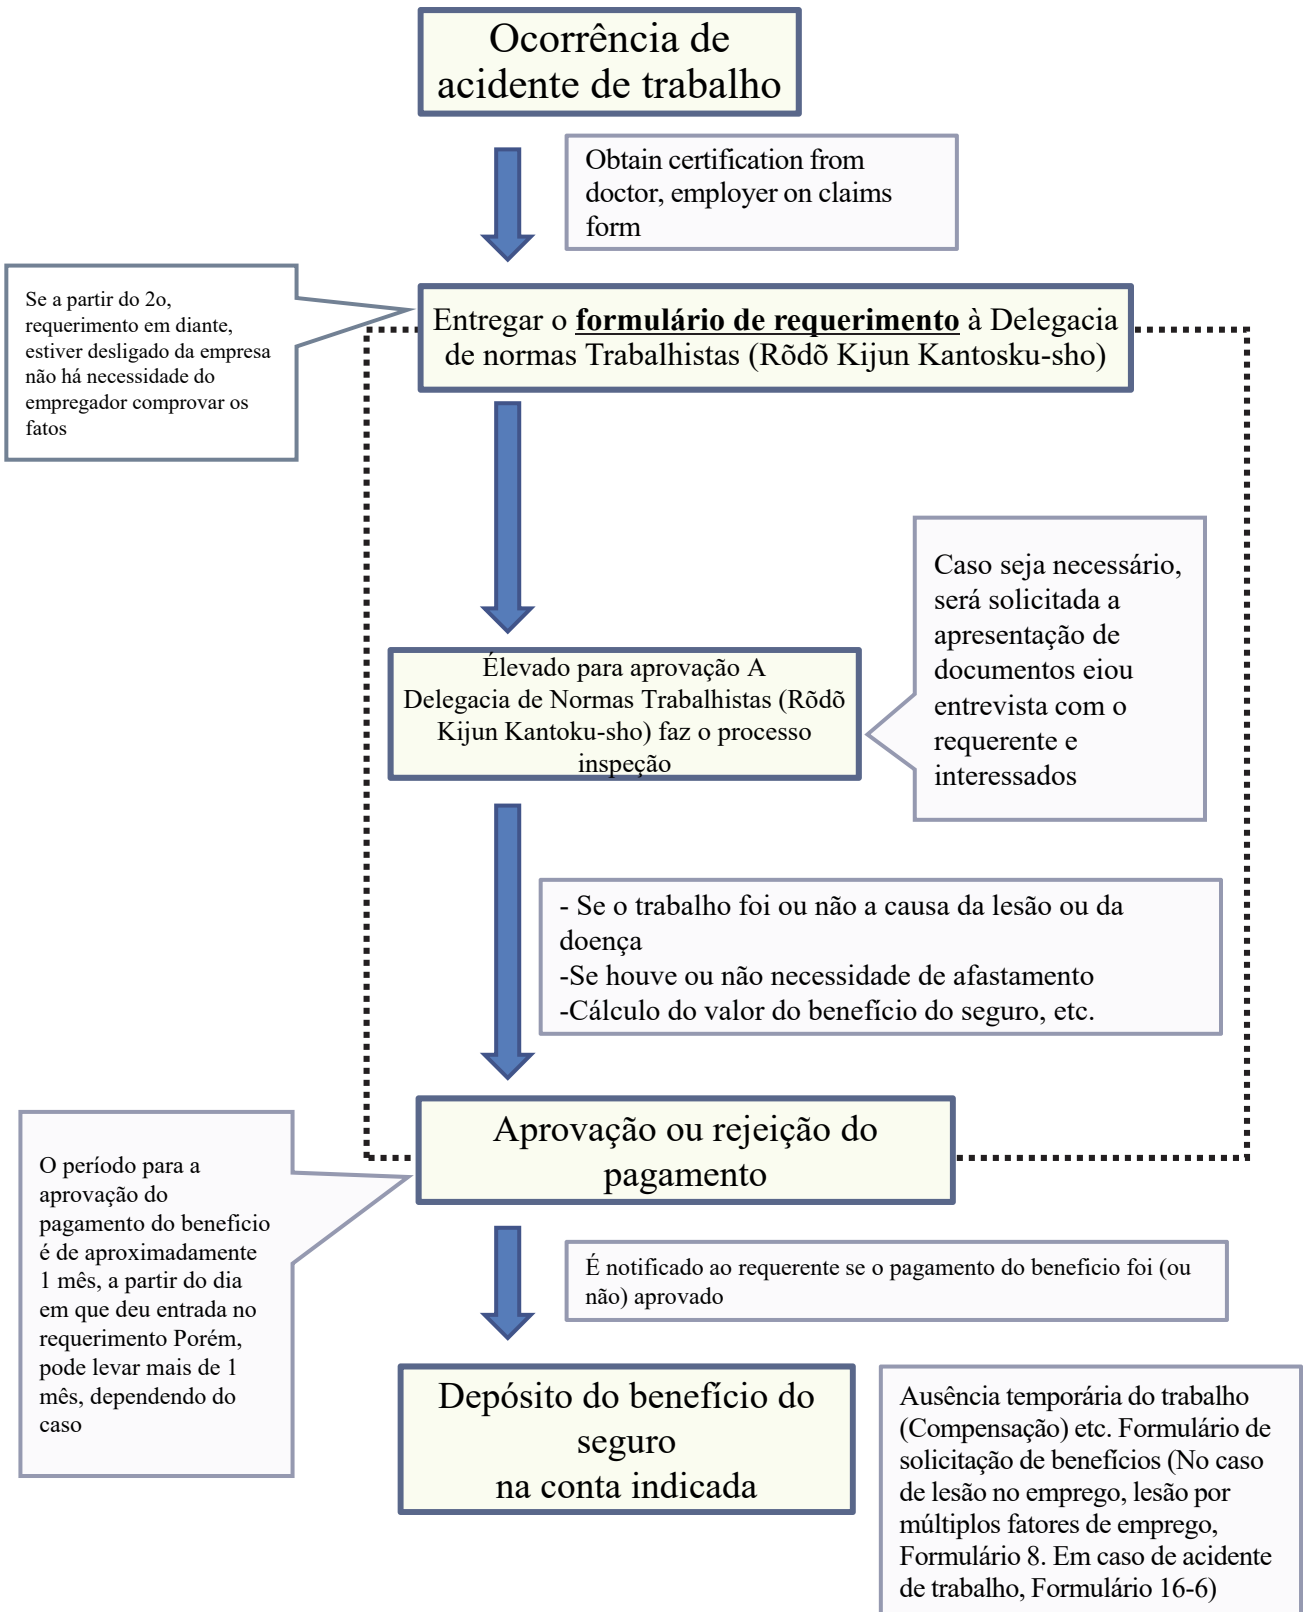 Ocorrência de
acidente de trabalho
Obtain certification from
doctor, employer on claims
form
Se a partir do 2o,
requerimento em diante,
estiver desligado da empresa
não há necessidade do
empregador comprovar os
fatos
Entregar o formulário de requerimento à Delegacia
de normas Trabalhistas (Rõdõ Kijun Kantosku-sho)
Caso seja necessário,
será solicitada a
apresentação de
documentos eiou
entrevista com o
requerente e
interessados
Élevado para aprovação A
Delegacia de Normas Trabalhistas (Rõdõ
Kijun Kantoku-sho) faz o processo
inspeção
- Se o trabalho foi ou não a causa da lesão ou da
doença
-Se houve ou não necessidade de afastamento
-Cálculo do valor do benefício do seguro, etc.
Aprovação ou rejeição do
pagamento
O período para a
aprovação do
pagamento do beneficio
é de aproximadamente
1 mês, a partir do dia
em que deu entrada no
requerimento Porém,
pode levar mais de 1
mês, dependendo do
caso
É notificado ao requerente se o pagamento do beneficio foi (ou
não) aprovado
Depósito do benefício do
seguro
na conta indicada
Ausência temporária do trabalho
(Compensação) etc. Formulário de
solicitação de benefícios (No caso
de lesão no emprego, lesão por
múltiplos fatores de emprego,
Formulário 8. Em caso de acidente
de trabalho, Formulário 16-6)